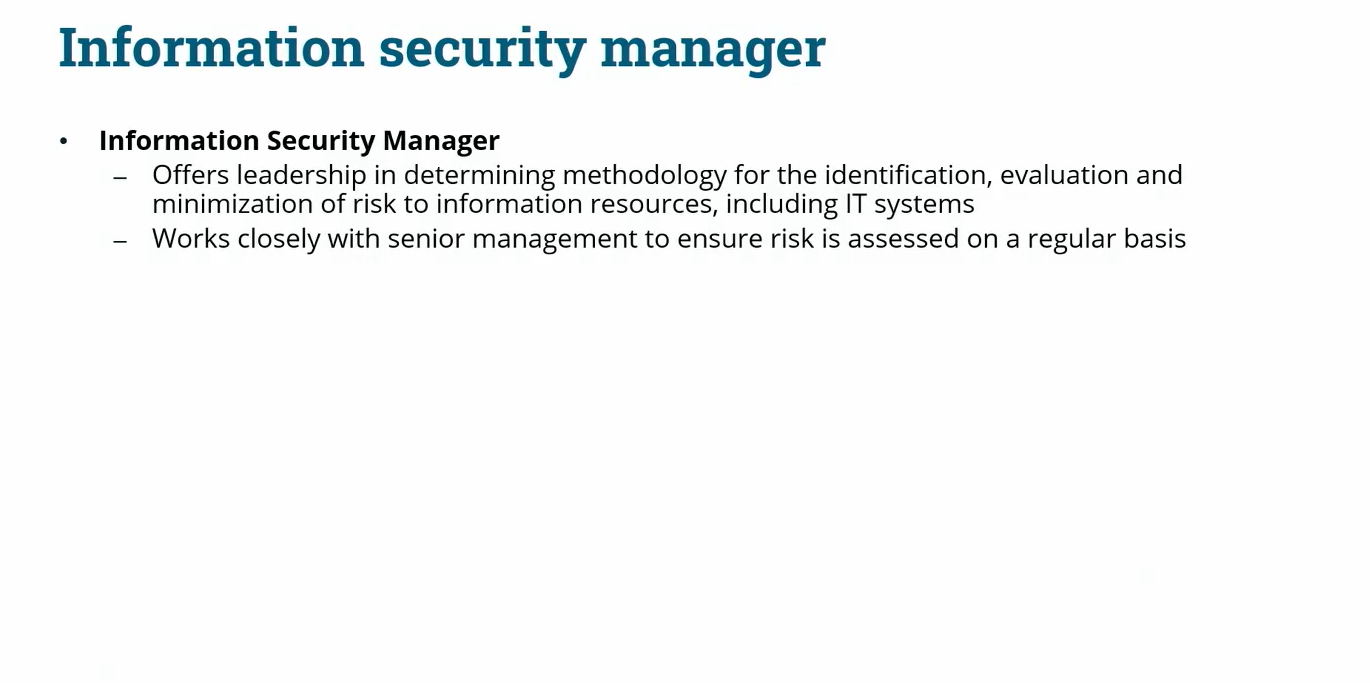 Information security manager
• Information Security Manager
– Offers leadership in determining methodology for the identification, evaluation and
minimization of risk to information resources, including IT systems
– Works closely with senior management to ensure risk is assessed on a regular basis